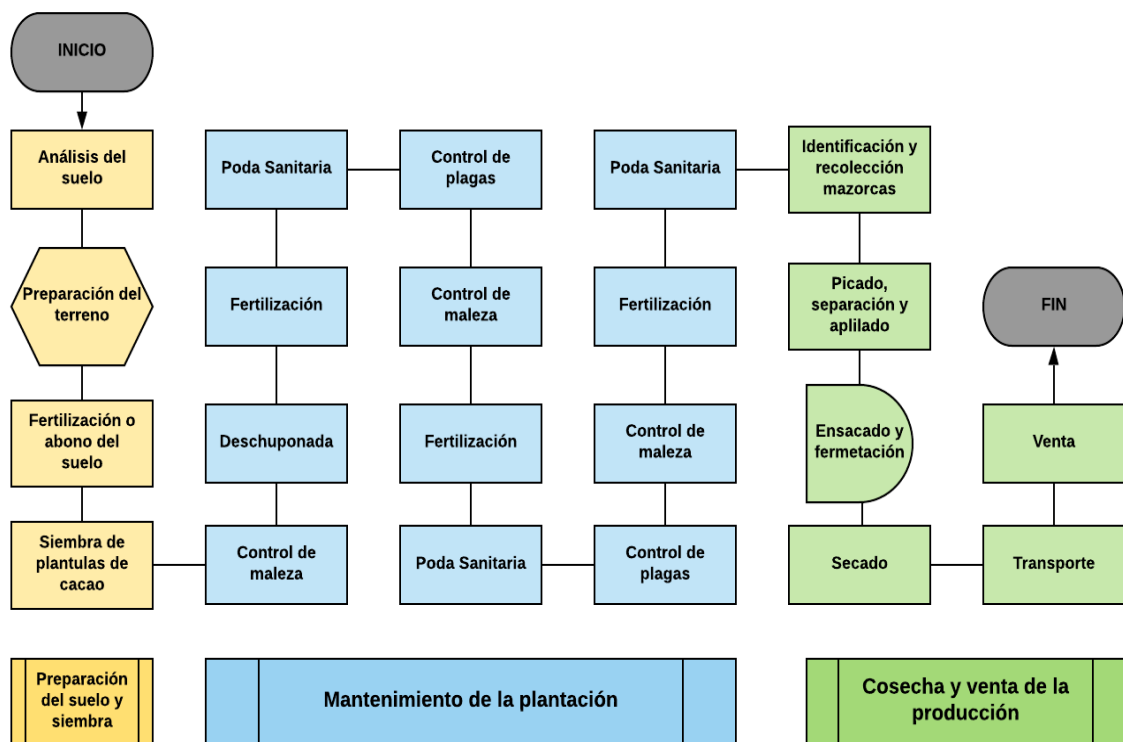 INICIO
Análisis del
suelo
Preparación del
terreno
Fertilización o
abono del
suelo
Siembra de
plantulas de
cacao
Control de
maleza
Deschuponada
Fertilización
Poda Sanitaria
Control de
plagas
Control de
maleza
Fertilización
Poda Sanitaria
Control de
plagas
Control de
maleza
Fertilización
Poda Sanitaria
Identificación y
recolección
mazorcas
Picado,
separación y
aplilado
Ensacado y
fermetación
Secado
Transporte
Venta
FIN
Preparación
del suelo y
siembra
Mantenimiento de la plantación
Cosecha y venta de la
producción